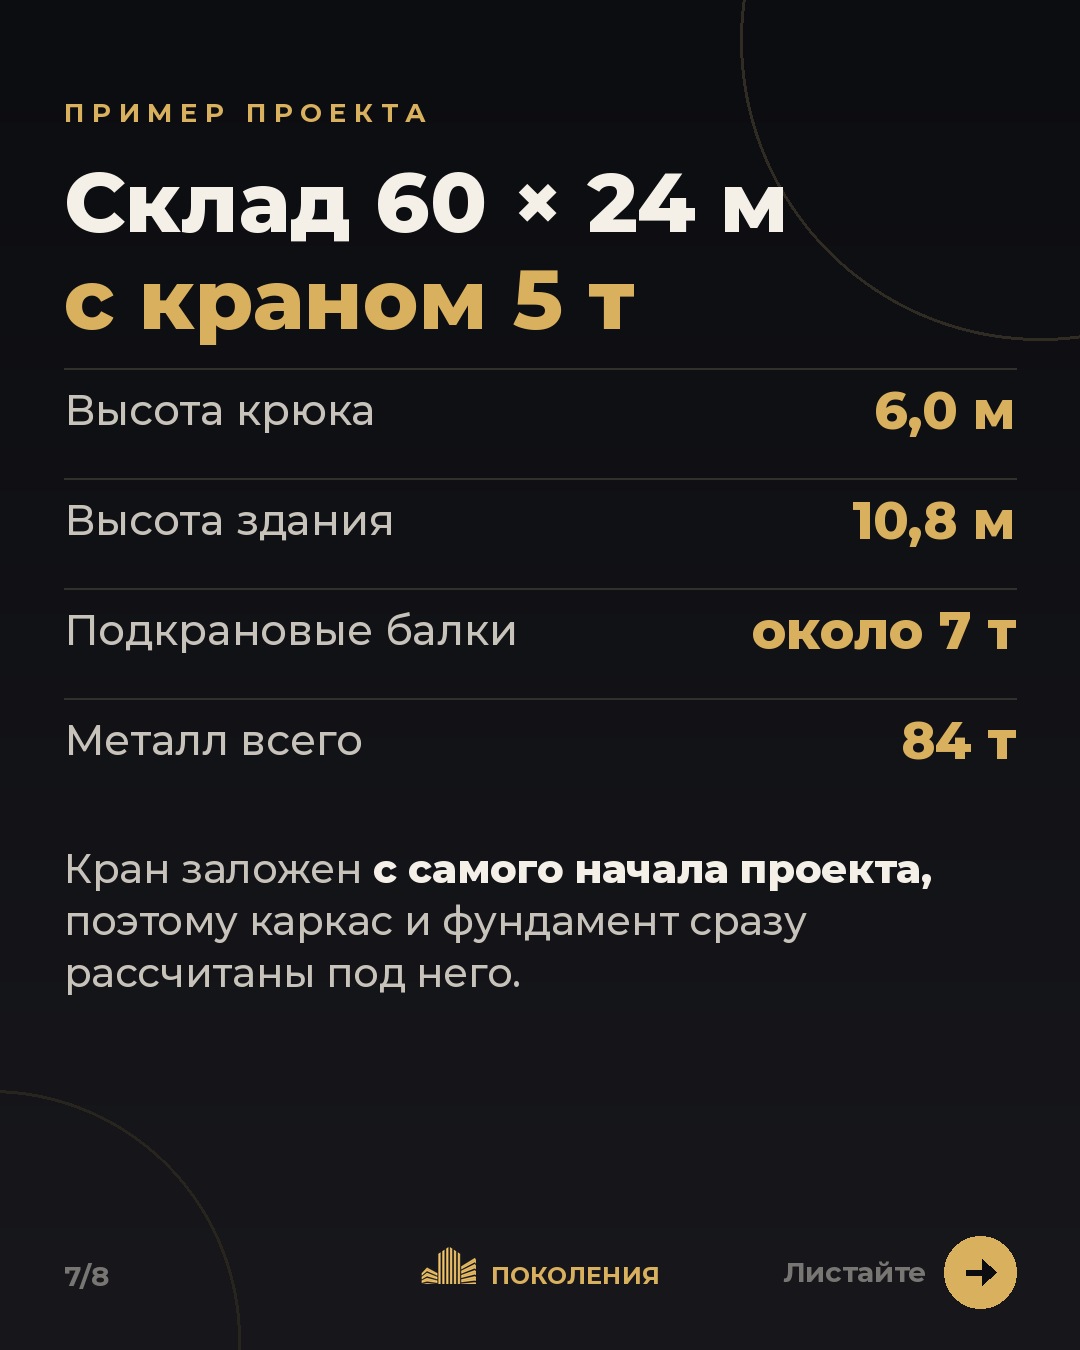 ПРИМЕР ПРОЕКТА
Склад 60 × 24 м
с краном 5 т
Высота крюка 6,0 м
Высота здания 10,8 м
Подкрановые балки около 7 т
Металл всего 84 т
Кран заложен с самого начала проекта,
поэтому каркас и фундамент сразу
рассчитаны под него.
7/8 ПОКОЛЕНИЯ Листайте